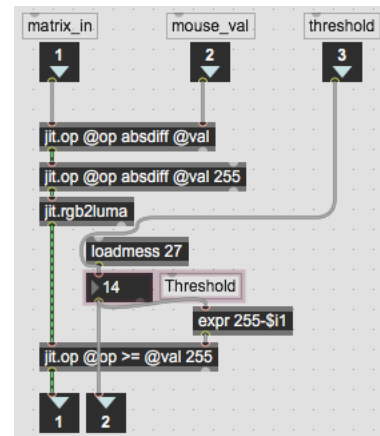 matrix_in
mouse_val
threshold
1
2
3
jit.op @op absdiff @val
jit.op @op absdiff @val 255
jit.rgb2luma
loadmess 27
14
Threshold
expr 255-$i1
jit.op @op >= @val 255
1
2